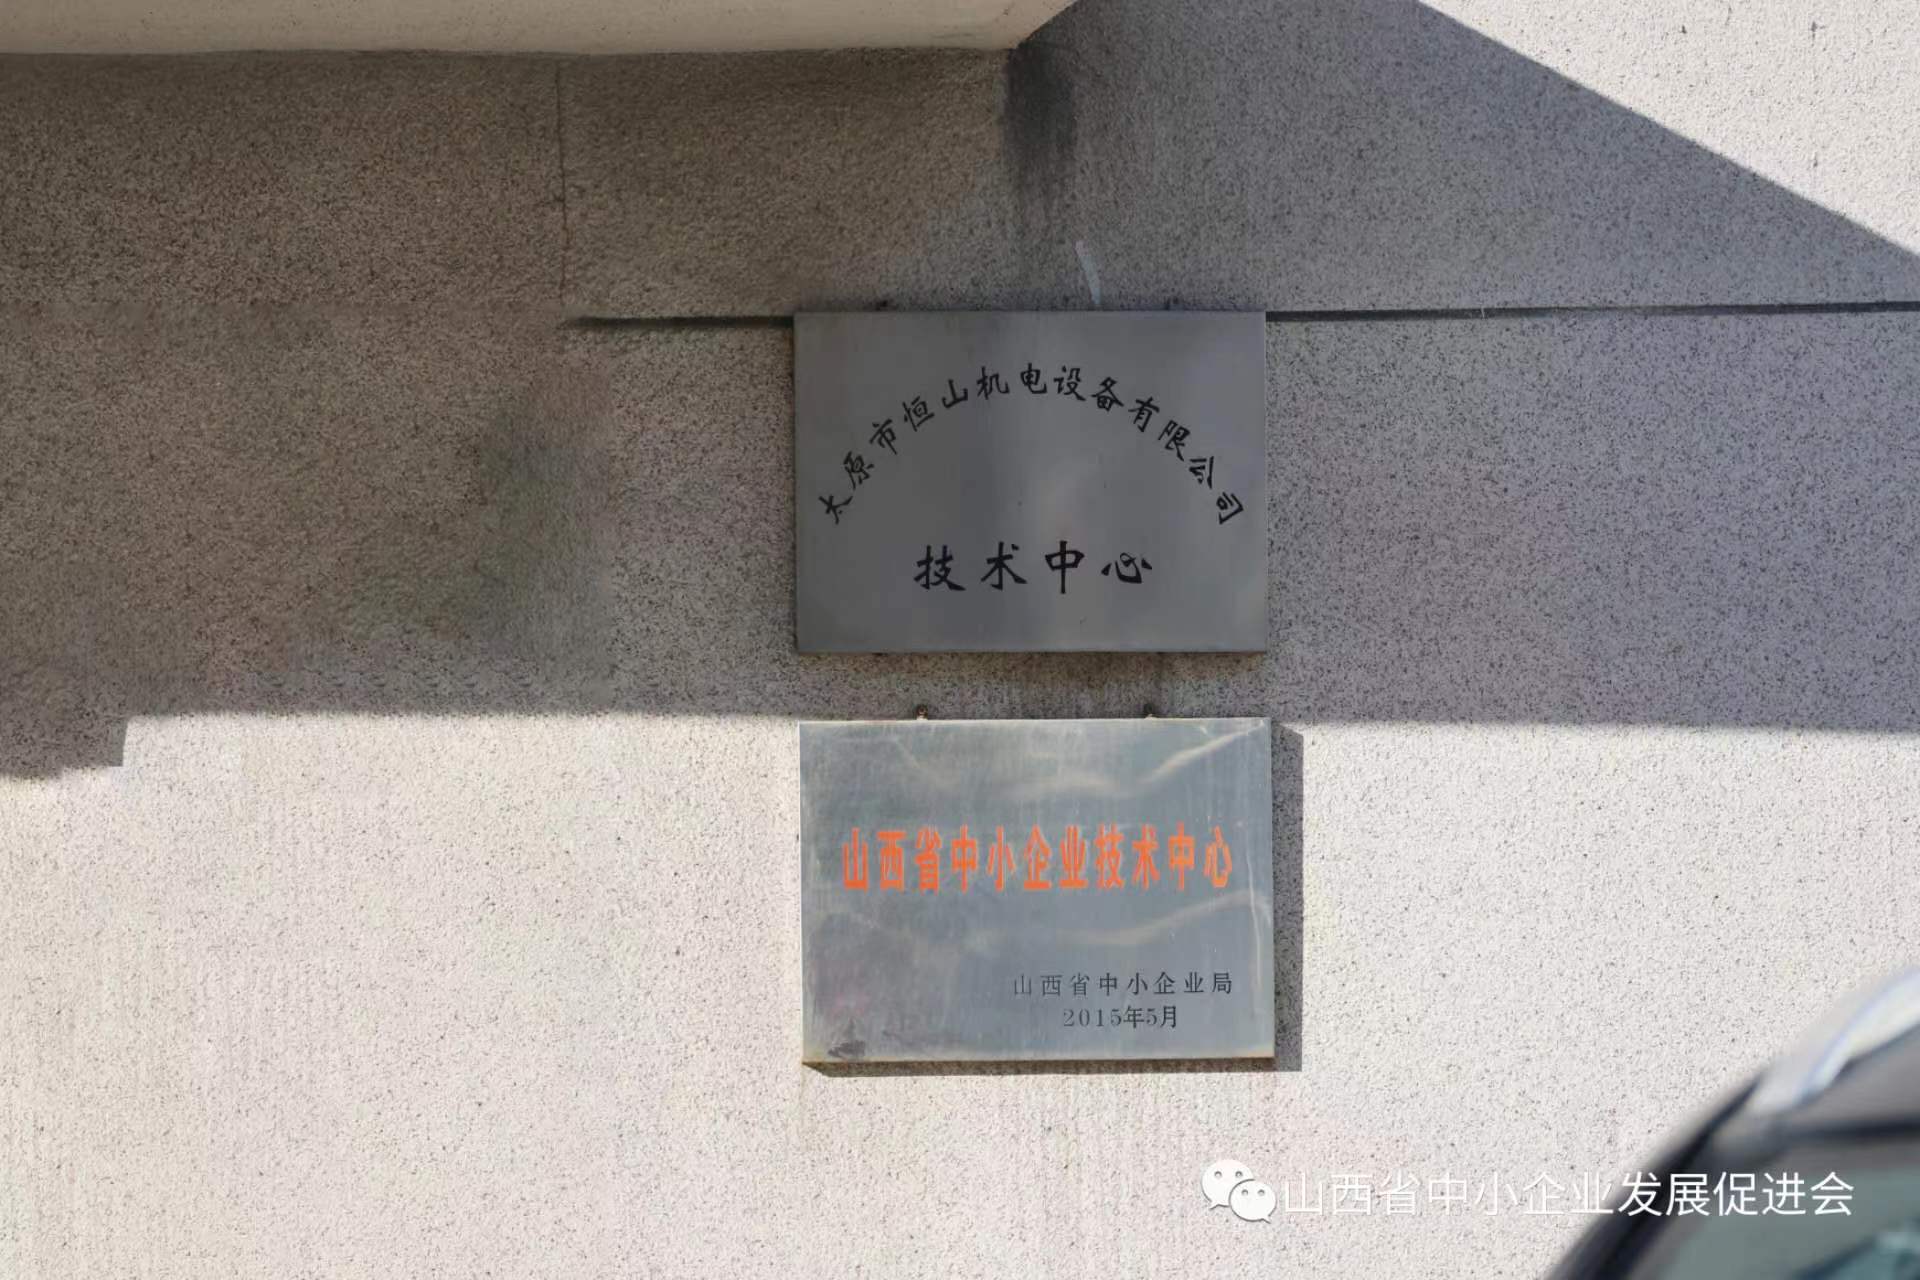 太原市恒山机电设备有限公司
技术中心
山西省中小企业技术中心
山西省中小企业局
2015年5月
山西省中小企业发展促进会